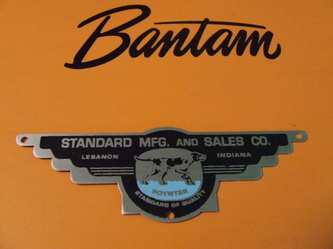 Bantam
STANDARD MFG. AND SALES CO.
LEBANON INDIANA
POYNTER
STANDARD OF QUALITY